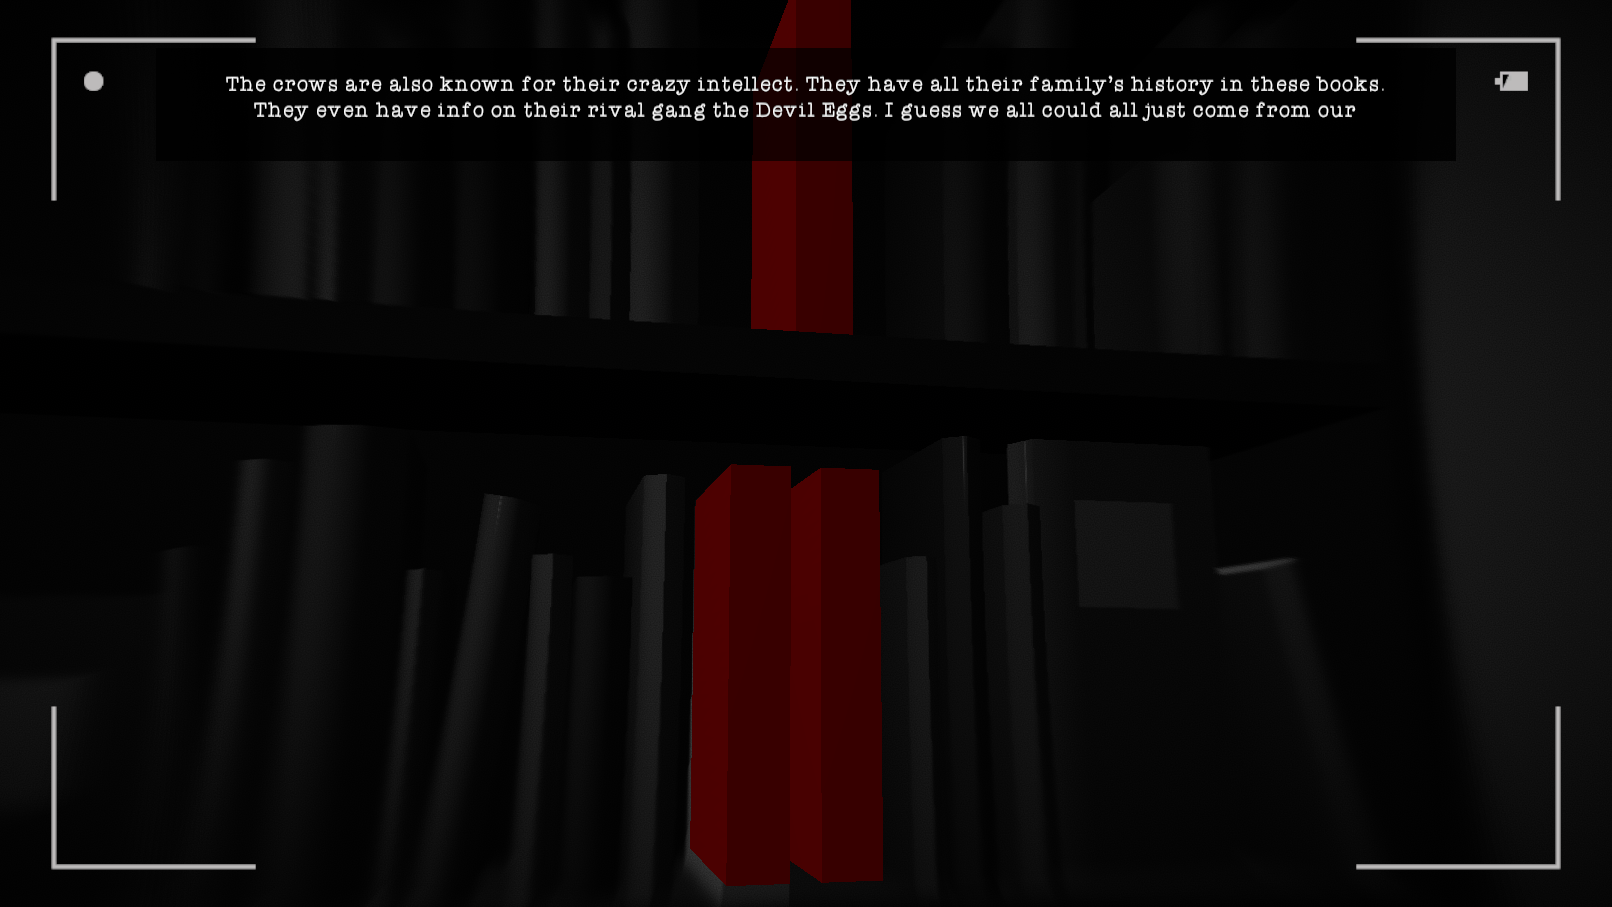 The crows are also known for their crazy intellect. They have all their family's history in these books.
They even have info on their rival gang the Devil Eggs. I guess we all could all just come from our